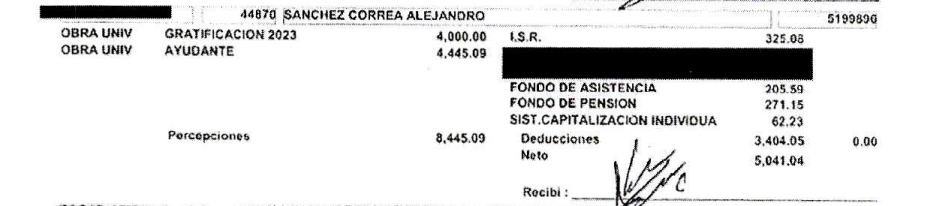 44870 SANCHEZ CORREA ALEJANDRO 5199896
OBRA UNIV GRATIFICACION 2023 4,000.00 I.S.R. 325.08
OBRA UNIV AYUDANTE 4,445.09
FONDO DE ASISTENCIA 205.59
FONDO DE PENSION 271.15
SIST.CAPITALIZACION INDIVIDUA 62.23
Percepciones 8,445.09 Deducciones 3,404.05 0.00
Neto 5,041.04
Recibi :